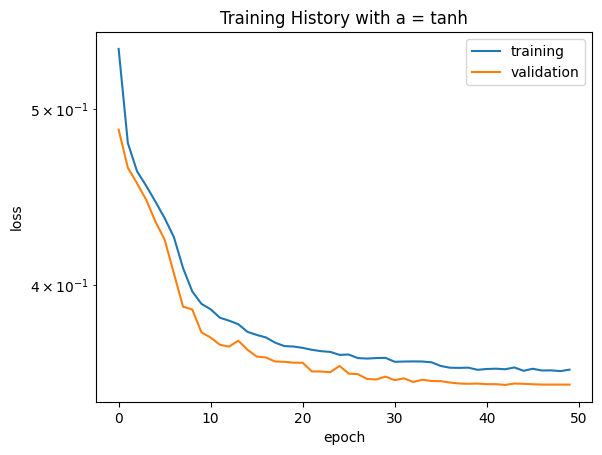 Training History with a = tanh
training
validation
5 × 10⁻¹
4 × 10⁻¹
loss
0
10
20
30
40
50
epoch